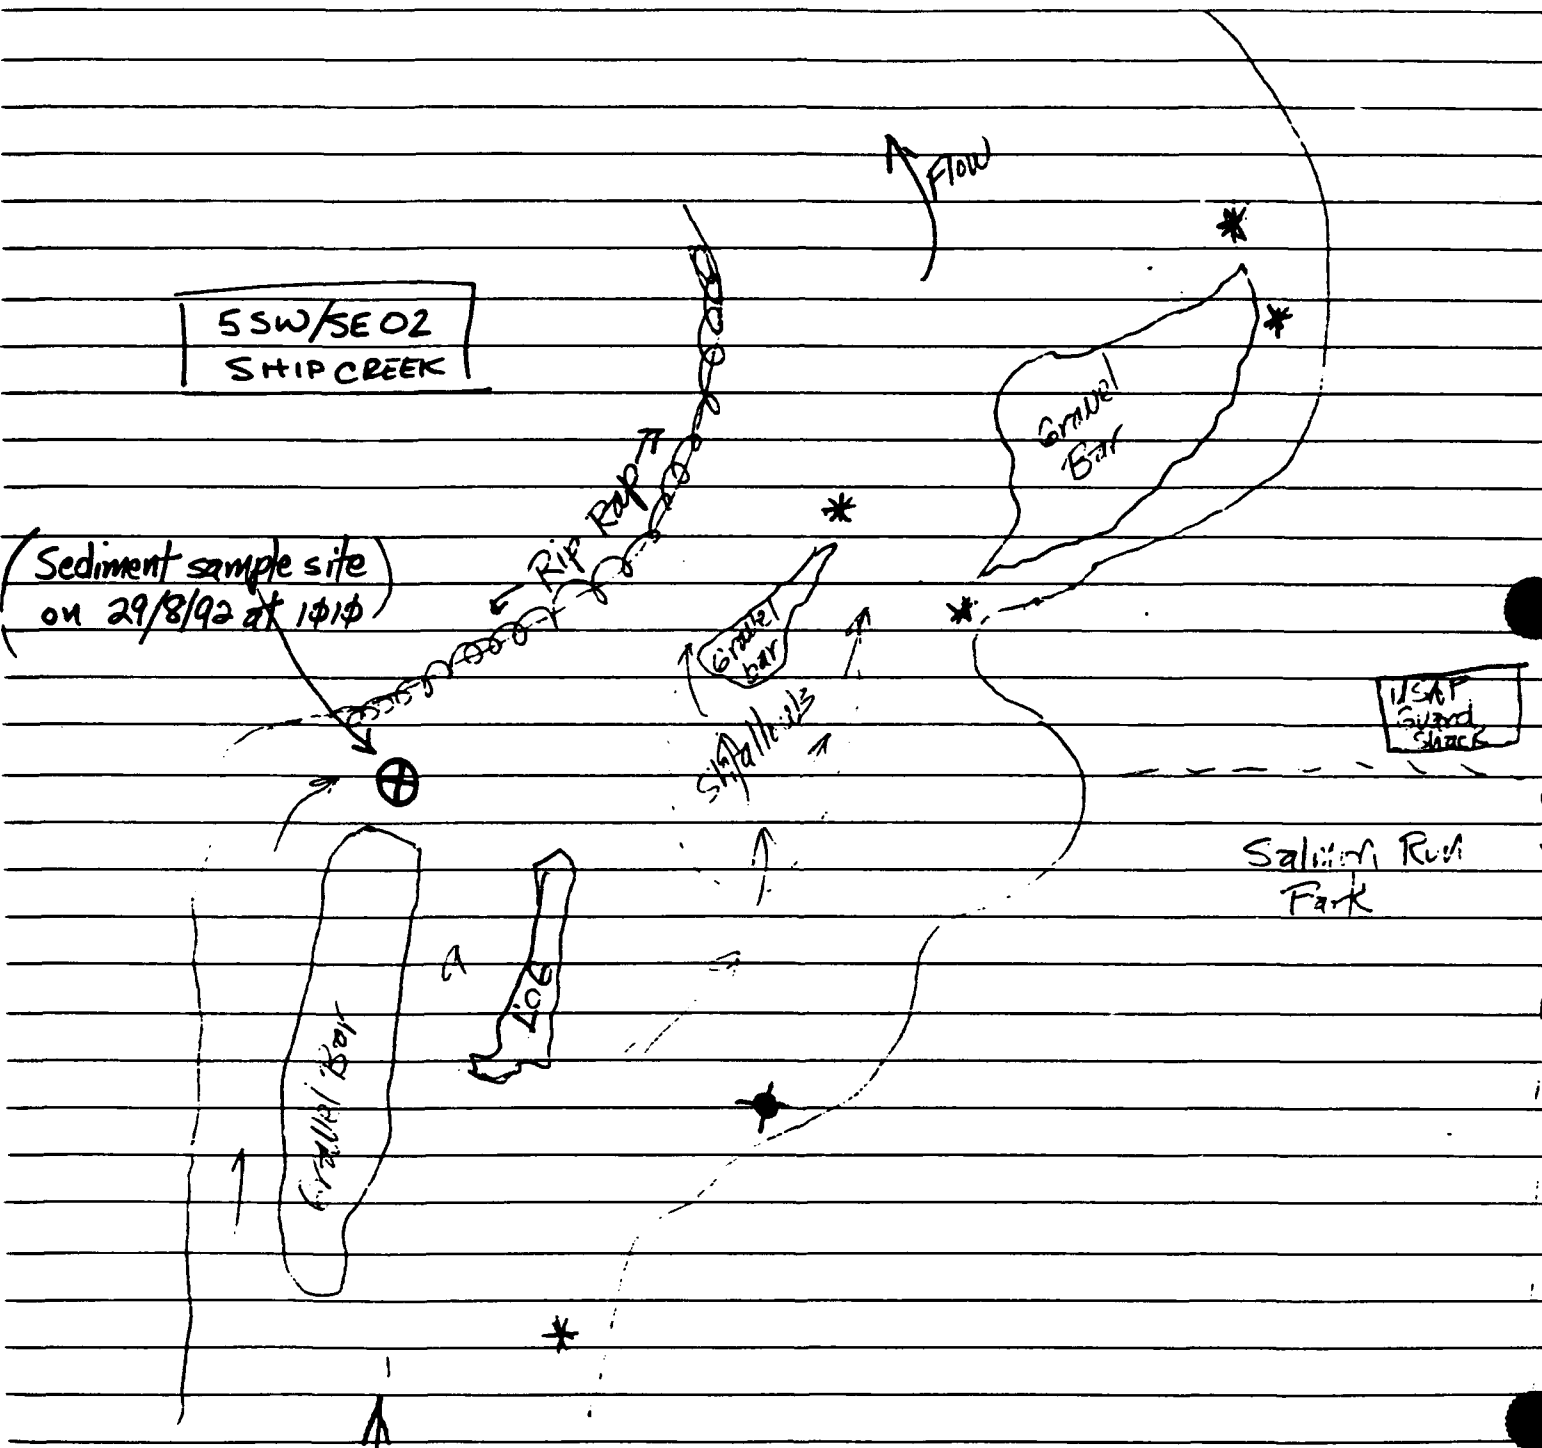 Flow
5SW/SE02
SHIP CREEK
Gravel
Bar
Rip Rap
(Sediment sample site
on 29/8/92 at 1010)
Gravel
bar
Shallows
USAF
Guard
Shack
Salmon Run
Park
LOG
Gravel Bar